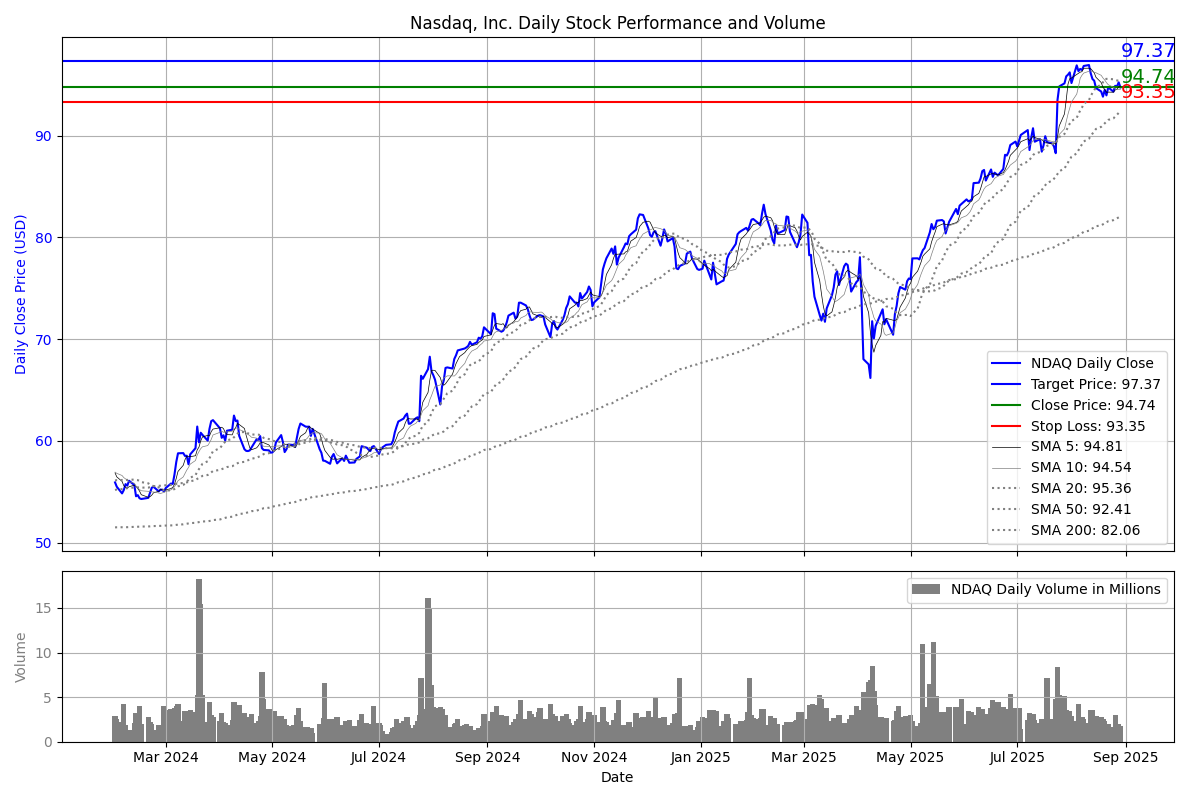 Nasdaq, Inc. Daily Stock Performance and Volume
97.37
94.74
93.35
90
80
70
60
50
Daily Close Price (USD)
NDAQ Daily Close
Target Price: 97.37
Close Price: 94.74
Stop Loss: 93.35
SMA 5: 94.81
SMA 10: 94.54
SMA 20: 95.36
SMA 50: 92.41
SMA 200: 82.06
NDAQ Daily Volume in Millions
15
10
5
0
Volume
Mar 2024
May 2024
Jul 2024
Sep 2024
Nov 2024
Jan 2025
Mar 2025
May 2025
Jul 2025
Sep 2025
Date